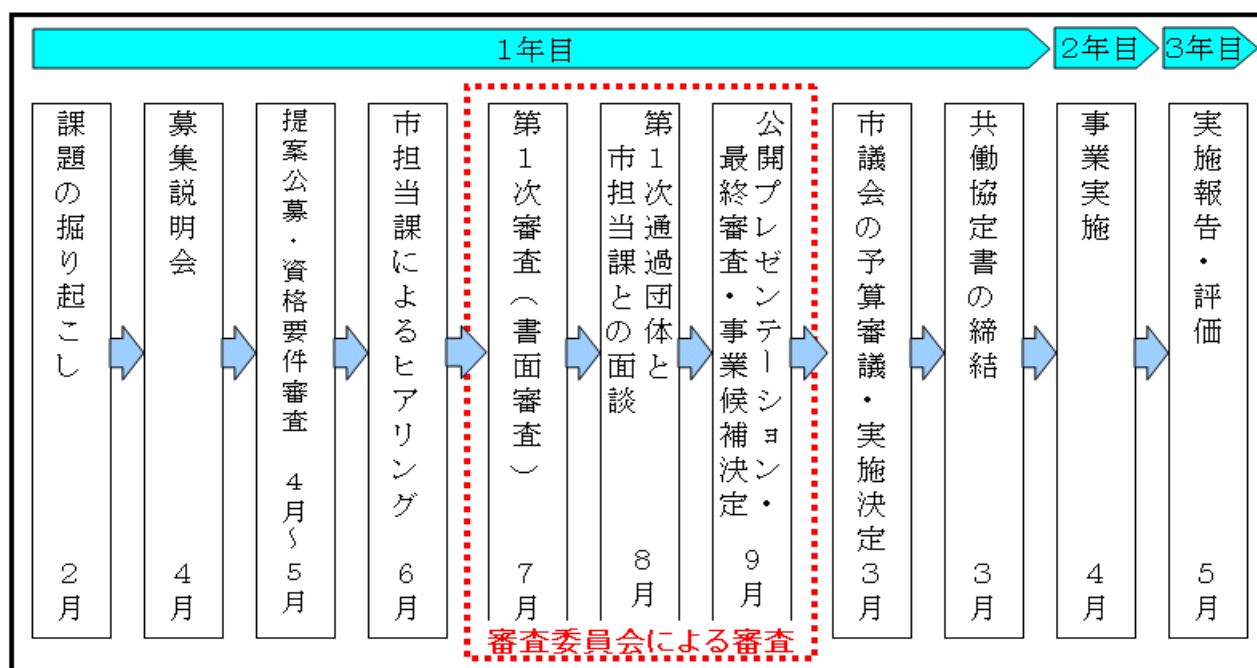 1年目
2年目
3年目
課題の掘り起こし
2月
募集説明会
4月
提案公募・資格要件審査
4月~5月
市担当課によるヒアリング
6月
第1次審査（書面審査）
7月
第1次通過団体と
市担当課との面談
8月
公開プレゼンテーション・
最終審査・事業候補決定
9月
市議会の予算審議・実施決定
3月
共働協定書の締結
3月
事業実施
4月
実施報告・評価
5月
審査委員会による審査